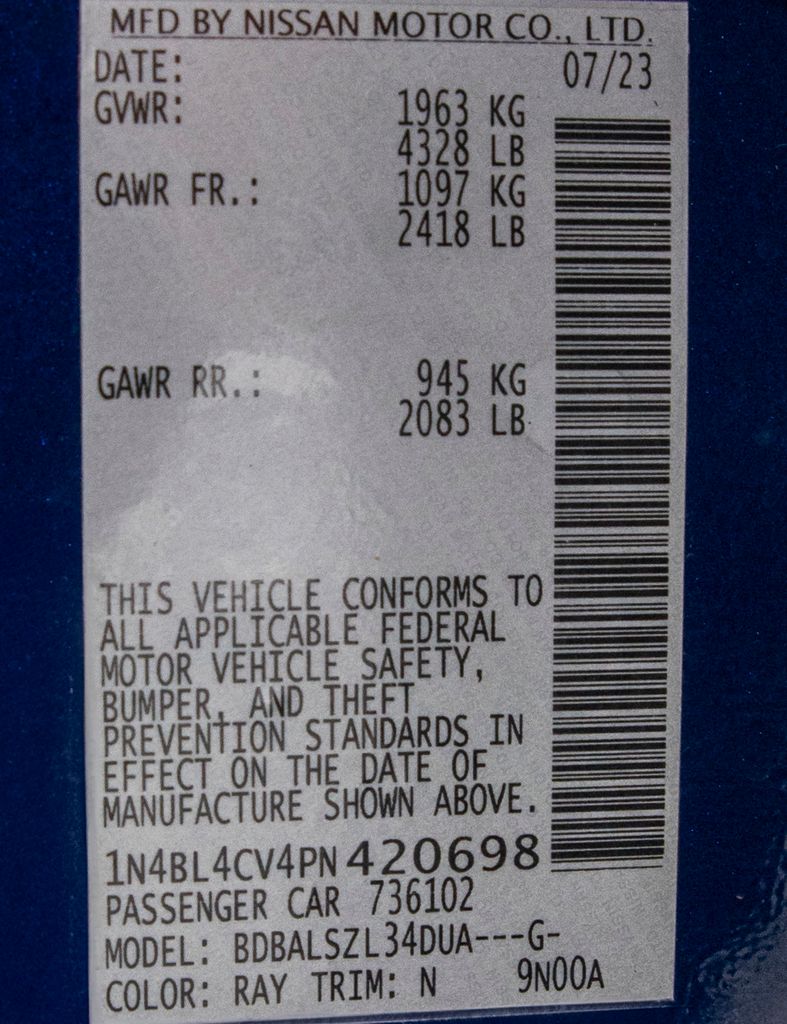 MFD BY NISSAN MOTOR CO., LTD.
DATE: 07/23
GVWR: 1963 KG
4328 LB
GAWR FR.: 1097 KG
2418 LB
GAWR RR.: 945 KG
2083 LB
THIS VEHICLE CONFORMS TO
ALL APPLICABLE FEDERAL
MOTOR VEHICLE SAFETY,
BUMPER, AND THEFT
PREVENTION STANDARDS IN
EFFECT ON THE DATE OF
MANUFACTURE SHOWN ABOVE.
1N4BL4CV4PN420698
PASSENGER CAR 736102
MODEL: BDBALSZL34DUA---G-
COLOR: RAY TRIM: N 9N00A